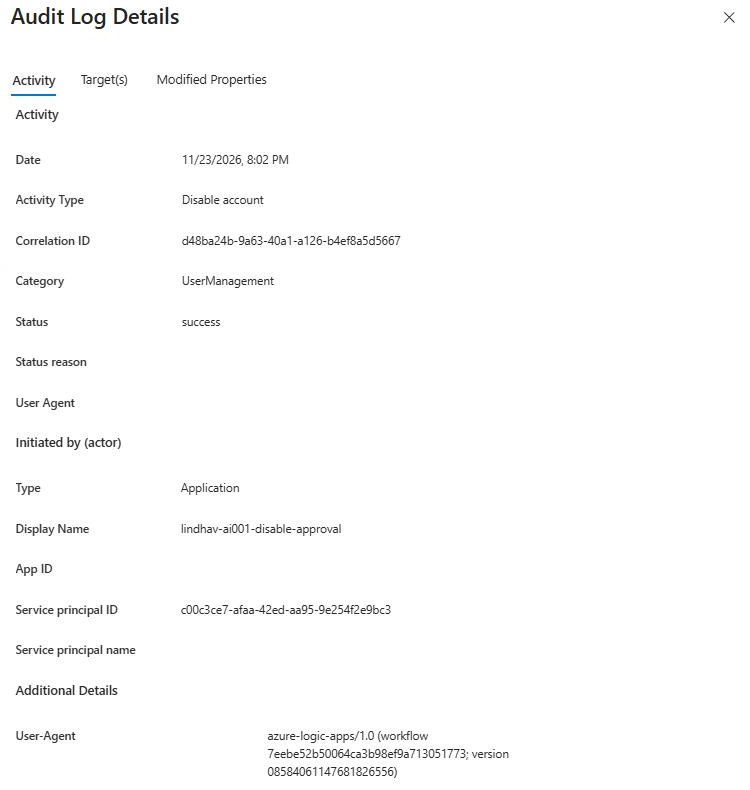 Audit Log Details
Activity Target(s) Modified Properties
Activity
Date 11/23/2026, 8:02 PM
Activity Type Disable account
Correlation ID d48ba24b-9a63-40a1-a126-b4ef8a5d5667
Category UserManagement
Status success
Status reason
User Agent
Initiated by (actor)
Type Application
Display Name lindhav-ai001-disable-approval
App ID
Service principal ID c00c3ce7-afaa-42ed-aa95-9e254f2e9bc3
Service principal name
Additional Details
User-Agent azure-logic-apps/1.0 (workflow
7eebe52b50064ca3b98ef9a713051773; version
08584061147681826556)